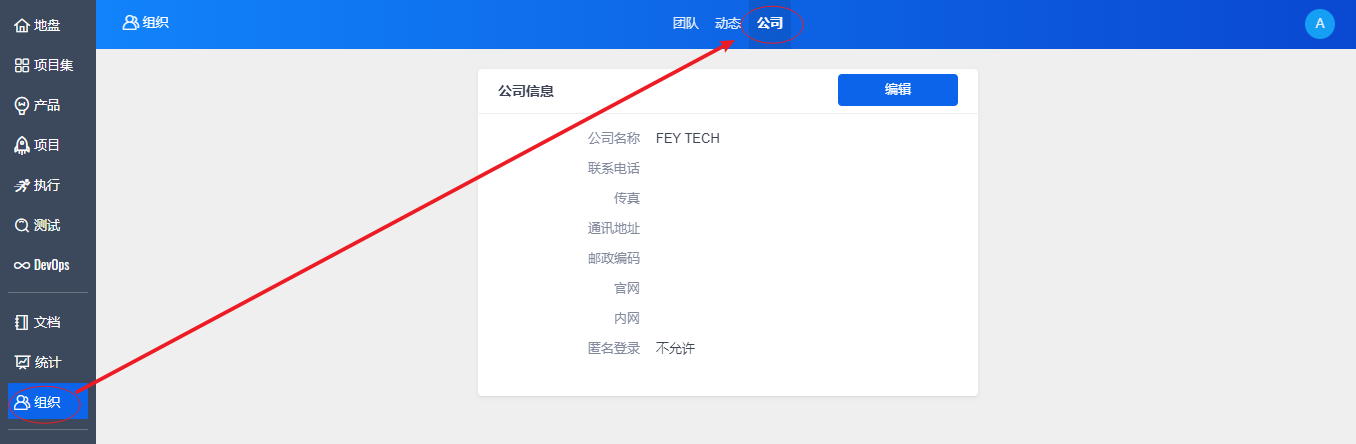 地盘
项目集
产品
项目
执行
测试
DevOps
文档
统计
组织
组织
团队 动态 公司
A
公司信息
编辑
公司名称 FEY TECH
联系电话
传真
通讯地址
邮政编码
官网
内网
匿名登录 不允许